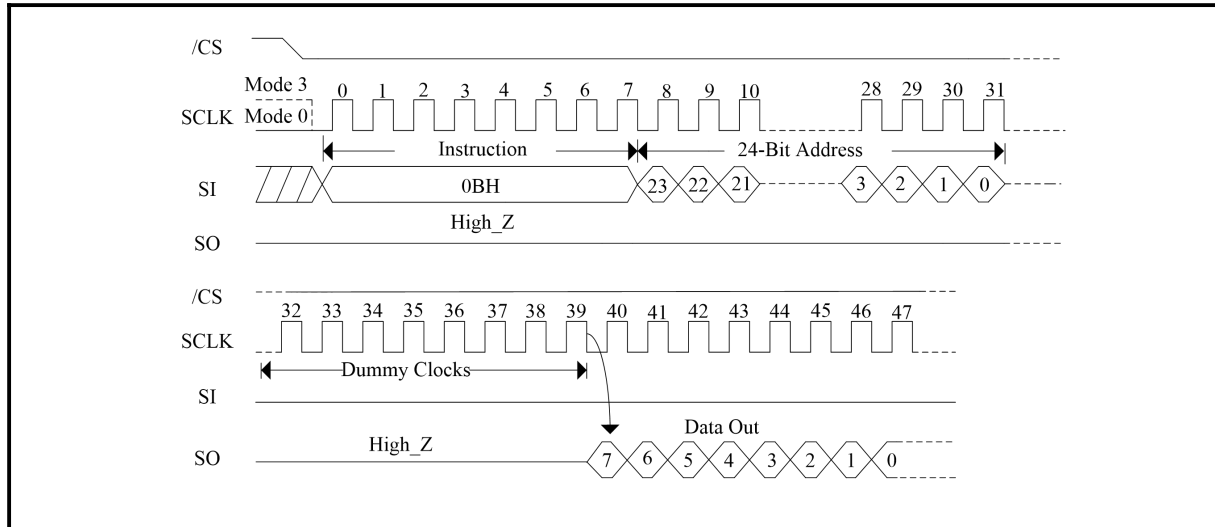 /CS
Mode 3
0 1 2 3 4 5 6 7 8 9 10 28 29 30 31
SCLK
Mode 0
Instruction 24-Bit Address
SI 0BH 23 22 21 3 2 1 0
High_Z
SO
/CS
32 33 34 35 36 37 38 39 40 41 42 43 44 45 46 47
SCLK
Dummy Clocks
SI
Data Out
High_Z
SO 7 6 5 4 3 2 1 0